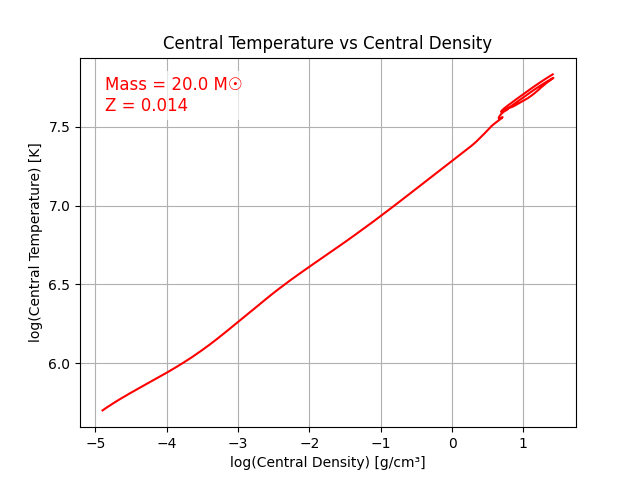 Central Temperature vs Central Density
Mass = 20.0 M☉
Z = 0.014
log(Central Temperature) [K]
7.5
7.0
6.5
6.0
−5 −4 −3 −2 −1 0 1
log(Central Density) [g/cm³]